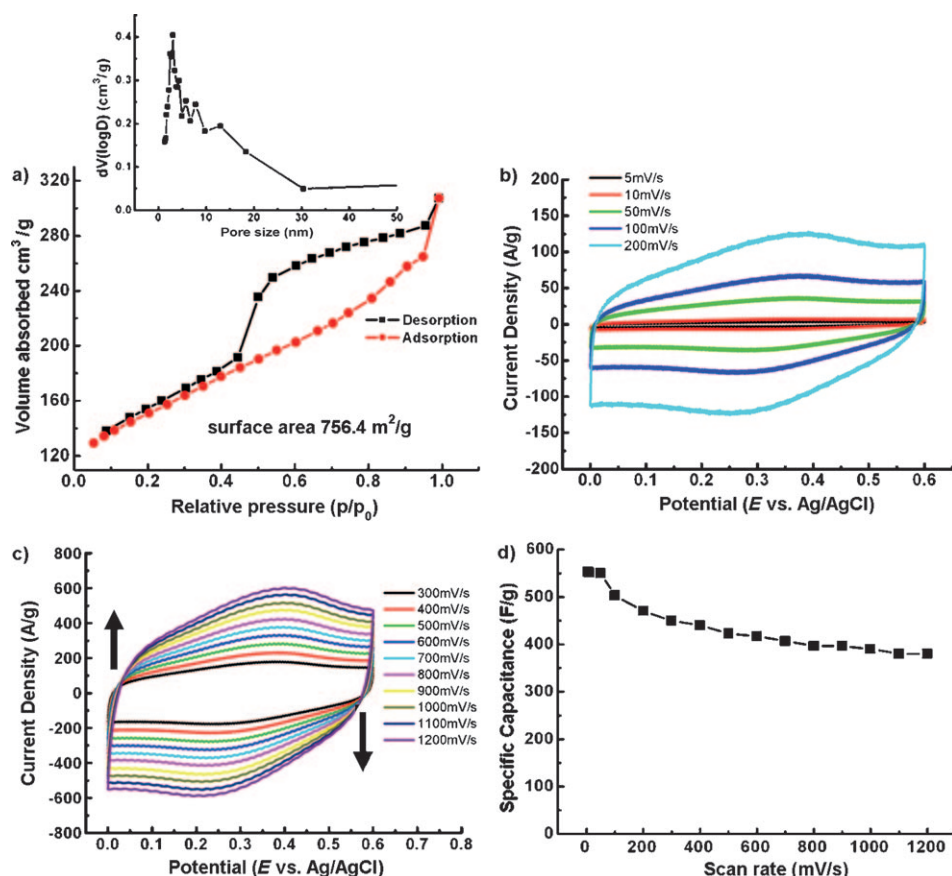 0.4
0.3
0.2
0.1
0.0
dV(logD) (cm³/g)
0 10 20 30 40 50
Pore size (nm)
a)
320
280
240
200
160
120
Volume absorbed cm³/g
Desorption
Adsorption
surface area 756.4 m²/g
0.0 0.2 0.4 0.6 0.8 1.0
Relative pressure (p/p₀)
b)
200
150
100
50
0
-50
-100
-150
-200
Current Density (A/g)
5mV/s
10mV/s
50mV/s
100mV/s
200mV/s
0.0 0.1 0.2 0.3 0.4 0.5 0.6
Potential (E vs. Ag/AgCl)
c)
800
600
400
200
0
-200
-400
-600
-800
Current Density (A/g)
300mV/s
400mV/s
500mV/s
600mV/s
700mV/s
800mV/s
900mV/s
1000mV/s
1100mV/s
1200mV/s
0.0 0.1 0.2 0.3 0.4 0.5 0.6 0.7 0.8
Potential (E vs. Ag/AgCl)
d)
600
500
400
300
200
100
0
Specific Capacitance (F/g)
0 200 400 600 800 1000 1200
Scan rate (mV/s)